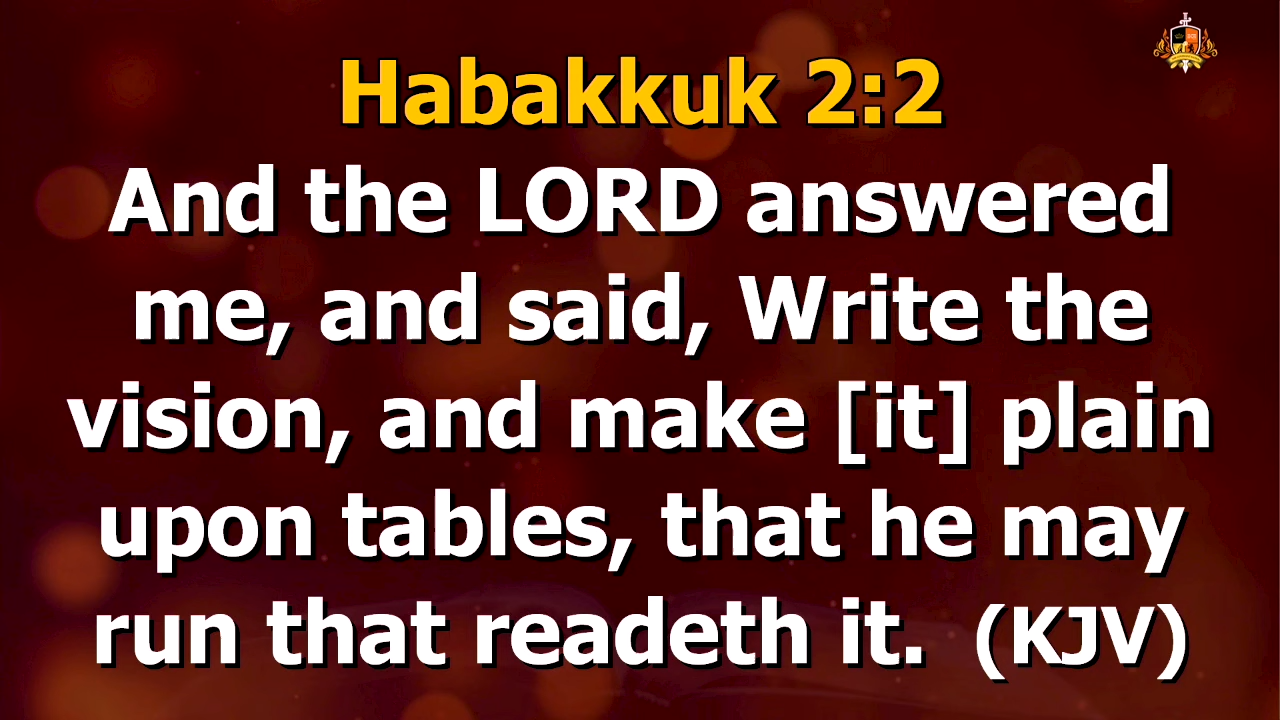 Habakkuk 2:2
And the LORD answered
me, and said, Write the
vision, and make [it] plain
upon tables, that he may
run that readeth it.  (KJV)